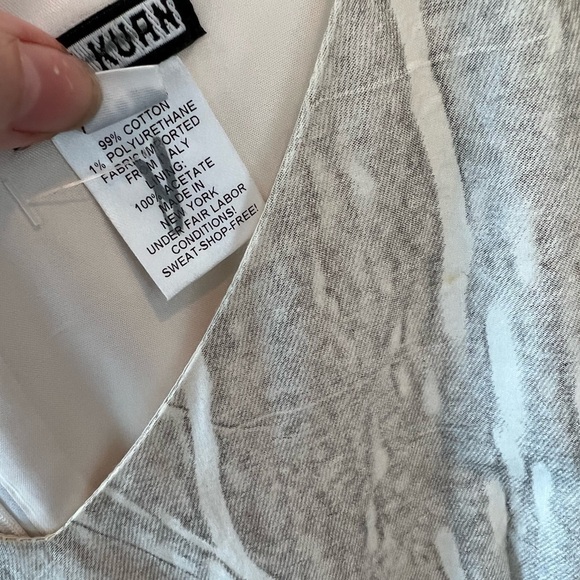 KUAN
99% COTTON
1% POLYURETHANE
FABRIC IMPORTED
FROM ITALY
LINING:
100% ACETATE
MADE IN
NEW YORK
UNDER FAIR LABOR
CONDITIONS!
SWEAT-SHOP-FREE!